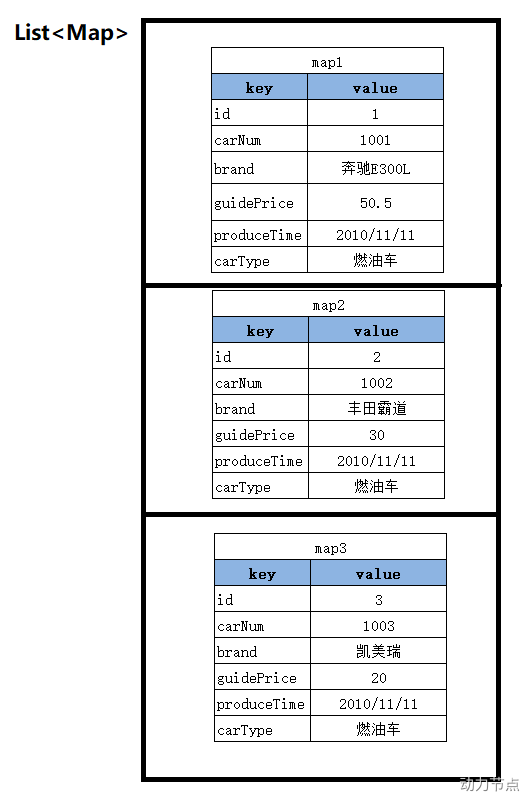 List<Map>
map1
key value
id 1
carNum 1001
brand 奔驰E300L
guidePrice 50.5
produceTime 2010/11/11
carType 燃油车
map2
key value
id 2
carNum 1002
brand 丰田霸道
guidePrice 30
produceTime 2010/11/11
carType 燃油车
map3
key value
id 3
carNum 1003
brand 凯美瑞
guidePrice 20
produceTime 2010/11/11
carType 燃油车
动力节点